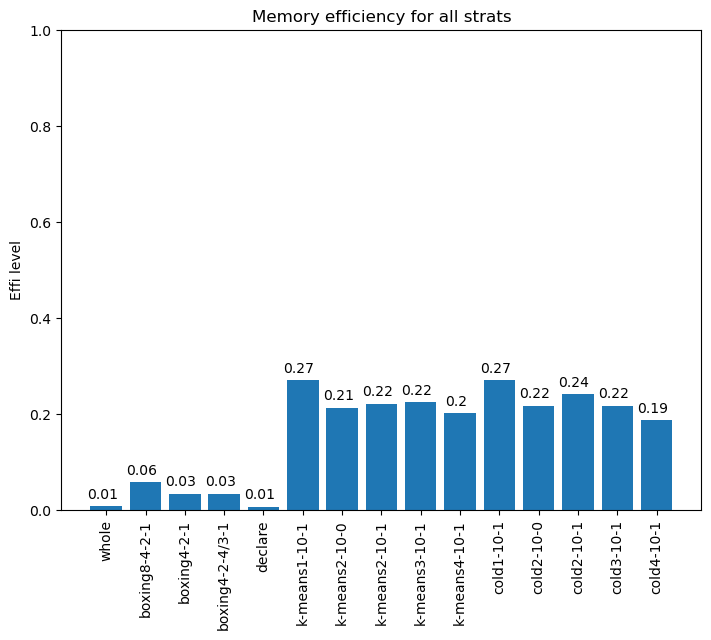 Memory efficiency for all strats
Effi level
1.0
0.8
0.6
0.4
0.2
0.0
0.01
0.06
0.03
0.03
0.01
0.27
0.21
0.22
0.22
0.2
0.27
0.22
0.24
0.22
0.19
whole
boxing8-4-2-1
boxing4-2-1
boxing4-2-4/3-1
declare
k-means1-10-1
k-means2-10-0
k-means2-10-1
k-means3-10-1
k-means4-10-1
cold1-10-1
cold2-10-0
cold2-10-1
cold3-10-1
cold4-10-1